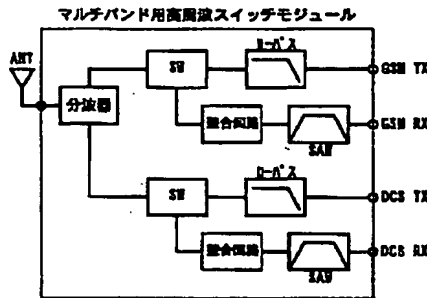 マルチバンド用高周波スイッチモジュール
ANT
分波器
SW
ローパス
GSM TX
整合回路
SAW
GSM RX
SW
ローパス
DCS TX
整合回路
SAW
DCS RX